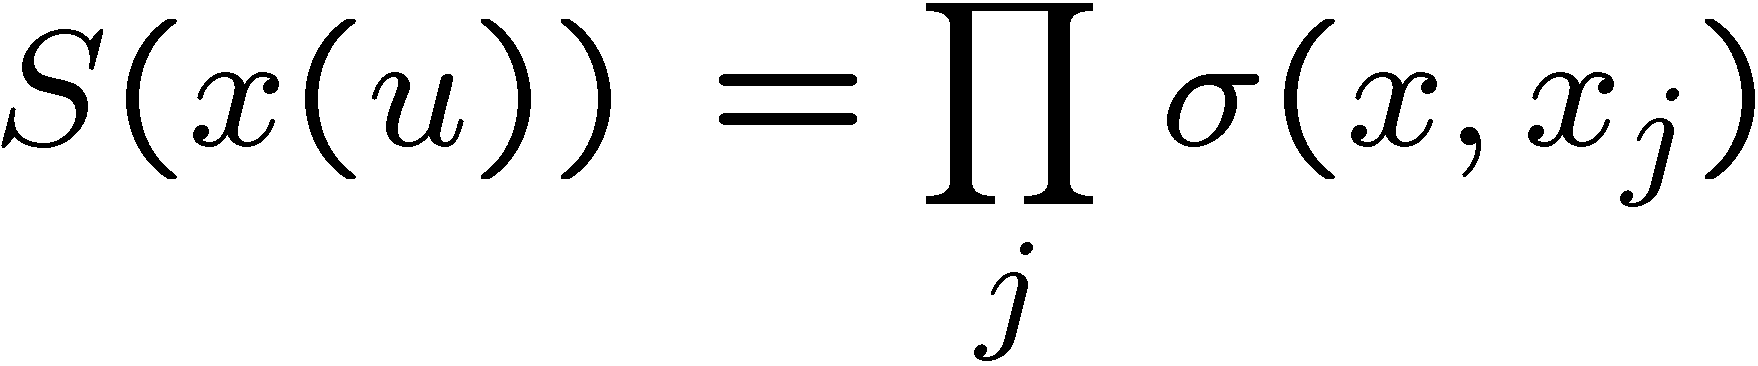 S(x(u)) = ∏_j σ(x, x_j)